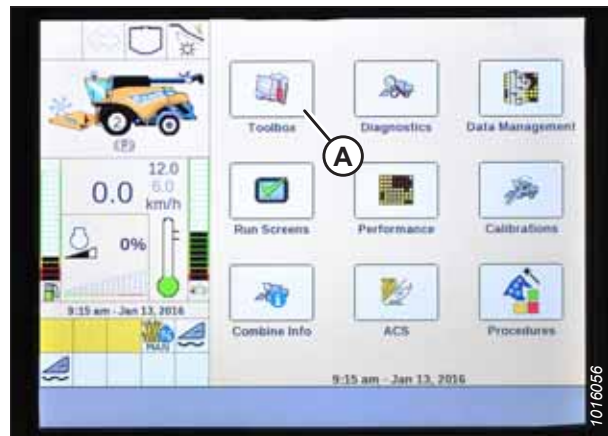 Toolbox
Diagnostics
Data Management
A
2
(P)
12.0
6.0
0.0
km/h
Run Screens
Performance
Calibrations
0%
9:15 am - Jan 13, 2016
MAN
Combine Info
ACS
Procedures
9:15 am - Jan 13, 2016
1016056